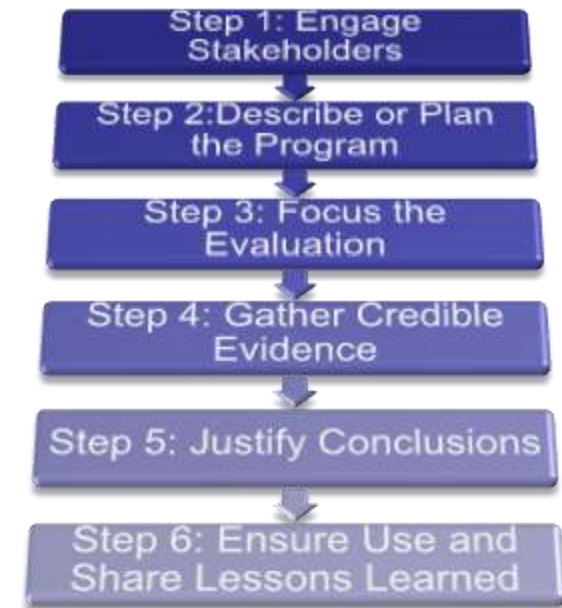 Step 1: Engage
Stakeholders
Step 2:Describe or Plan
the Program
Step 3: Focus the
Evaluation
Step 4: Gather Credible
Evidence
Step 5: Justify Conclusions
Step 6: Ensure Use and
Share Lessons Learned